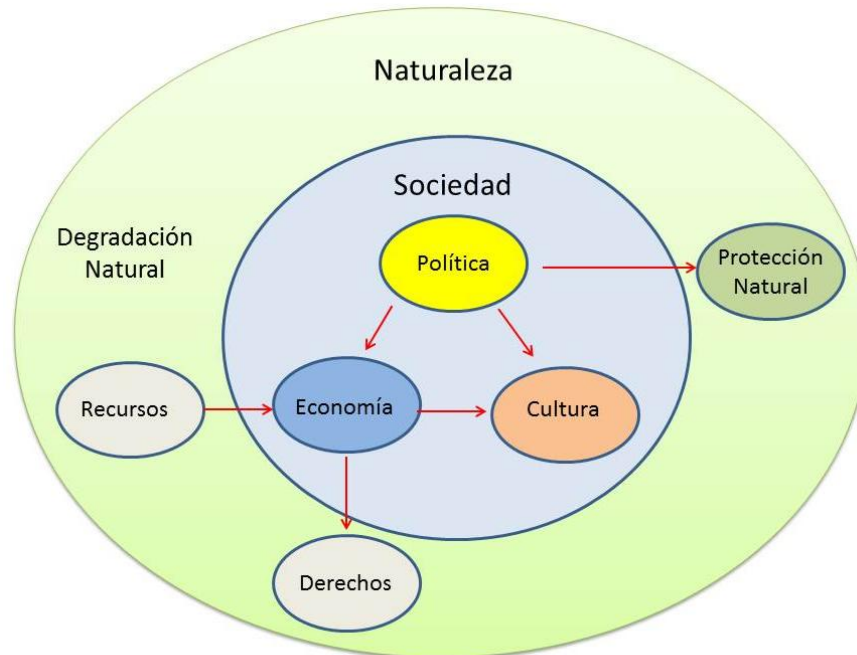 Naturaleza
Sociedad
Degradación
Natural
Política
Protección
Natural
Recursos
Economía
Cultura
Derechos